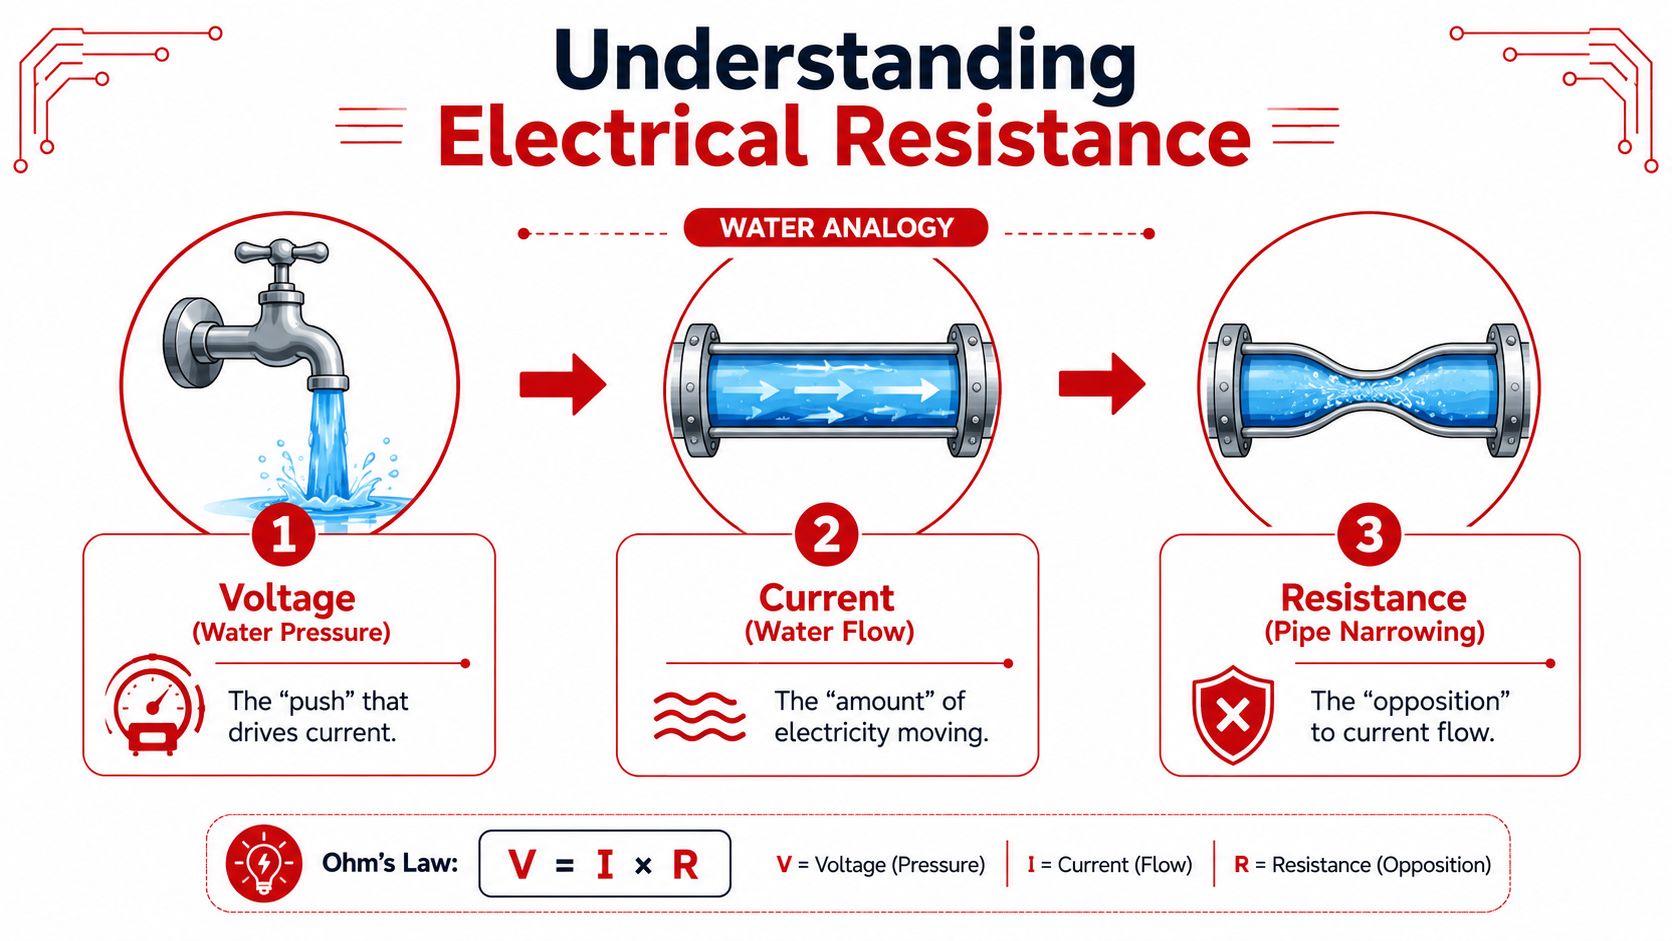 Understanding
Electrical Resistance
WATER ANALOGY
1
Voltage
(Water Pressure)
The “push” that
drives current.
2
Current
(Water Flow)
The “amount” of
electricity moving.
3
Resistance
(Pipe Narrowing)
The “opposition”
to current flow.
Ohm’s Law:
V = I × R
V = Voltage (Pressure)
I = Current (Flow)
R = Resistance (Opposition)